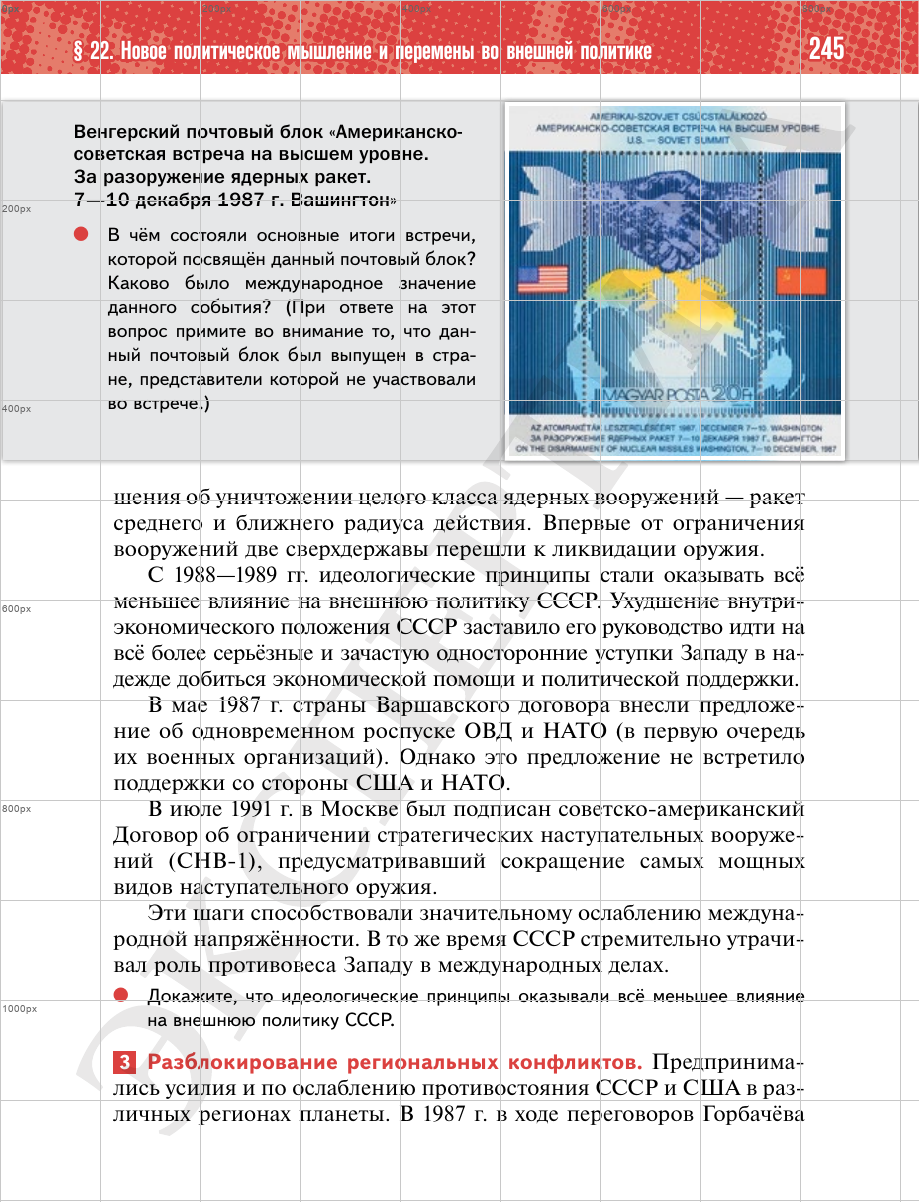 § 22. Новое политическое мышление и перемены во внешней политике 245
Венгерский почтовый блок «Американско-
советская встреча на высшем уровне.
За разоружение ядерных ракет.
7—10 декабря 1987 г. Вашингтон»
В чём состояли основные итоги встречи,
которой посвящён данный почтовый блок?
Каково было международное значение
данного события? (При ответе на этот
вопрос примите во внимание то, что дан-
ный почтовый блок был выпущен в стра-
не, представители которой не участвовали
во встрече.)
AMERIKAI-SZOVJET CSÚCSTALÁLKOZÓ
АМЕРИКАНСКО-СОВЕТСКАЯ ВСТРЕЧА НА ВЫСШЕМ УРОВНЕ
U.S. — SOVIET SUMMIT
MAGYAR POSTA 20Ft
AZ ATOMRAKÉTÁK LESZERELÉSÉÉRT 1987. DECEMBER 7—10. WASHINGTON
ЗА РАЗОРУЖЕНИЕ ЯДЕРНЫХ РАКЕТ 7—10 ДЕКАБРЯ 1987 Г. ВАШИНГТОН
ON THE DISARMAMENT OF NUCLEAR MISSILES WASHINGTON, 7—10 DECEMBER, 1987
шения об уничтожении целого класса ядерных вооружений — ракет
среднего и ближнего радиуса действия. Впервые от ограничения
вооружений две сверхдержавы перешли к ликвидации оружия.
С 1988—1989 гг. идеологические принципы стали оказывать всё
меньшее влияние на внешнюю политику СССР. Ухудшение внутри-
экономического положения СССР заставило его руководство идти на
всё более серьёзные и зачастую односторонние уступки Западу в на-
дежде добиться экономической помощи и политической поддержки.
В мае 1987 г. страны Варшавского договора внесли предложе-
ние об одновременном роспуске ОВД и НАТО (в первую очередь
их военных организаций). Однако это предложение не встретило
поддержки со стороны США и НАТО.
В июле 1991 г. в Москве был подписан советско-американский
Договор об ограничении стратегических наступательных вооруже-
ний (СНВ-1), предусматривавший сокращение самых мощных
видов наступательного оружия.
Эти шаги способствовали значительному ослаблению междуна-
родной напряжённости. В то же время СССР стремительно утрачи-
вал роль противовеса Западу в международных делах.
Докажите, что идеологические принципы оказывали всё меньшее влияние
на внешнюю политику СССР.
3 Разблокирование региональных конфликтов. Предпринима-
лись усилия и по ослаблению противостояния СССР и США в раз-
личных регионах планеты. В 1987 г. в ходе переговоров Горбачёва
200px
400px
600px
800px
1000px
ЭКСПЕРТИЗА